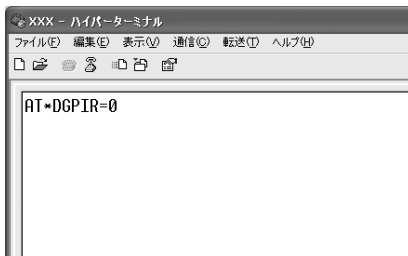 XXX - ハイパーターミナル
ファイル(F) 編集(E) 表示(V) 通信(C) 転送(T) ヘルプ(H)
AT*DGPIR=0